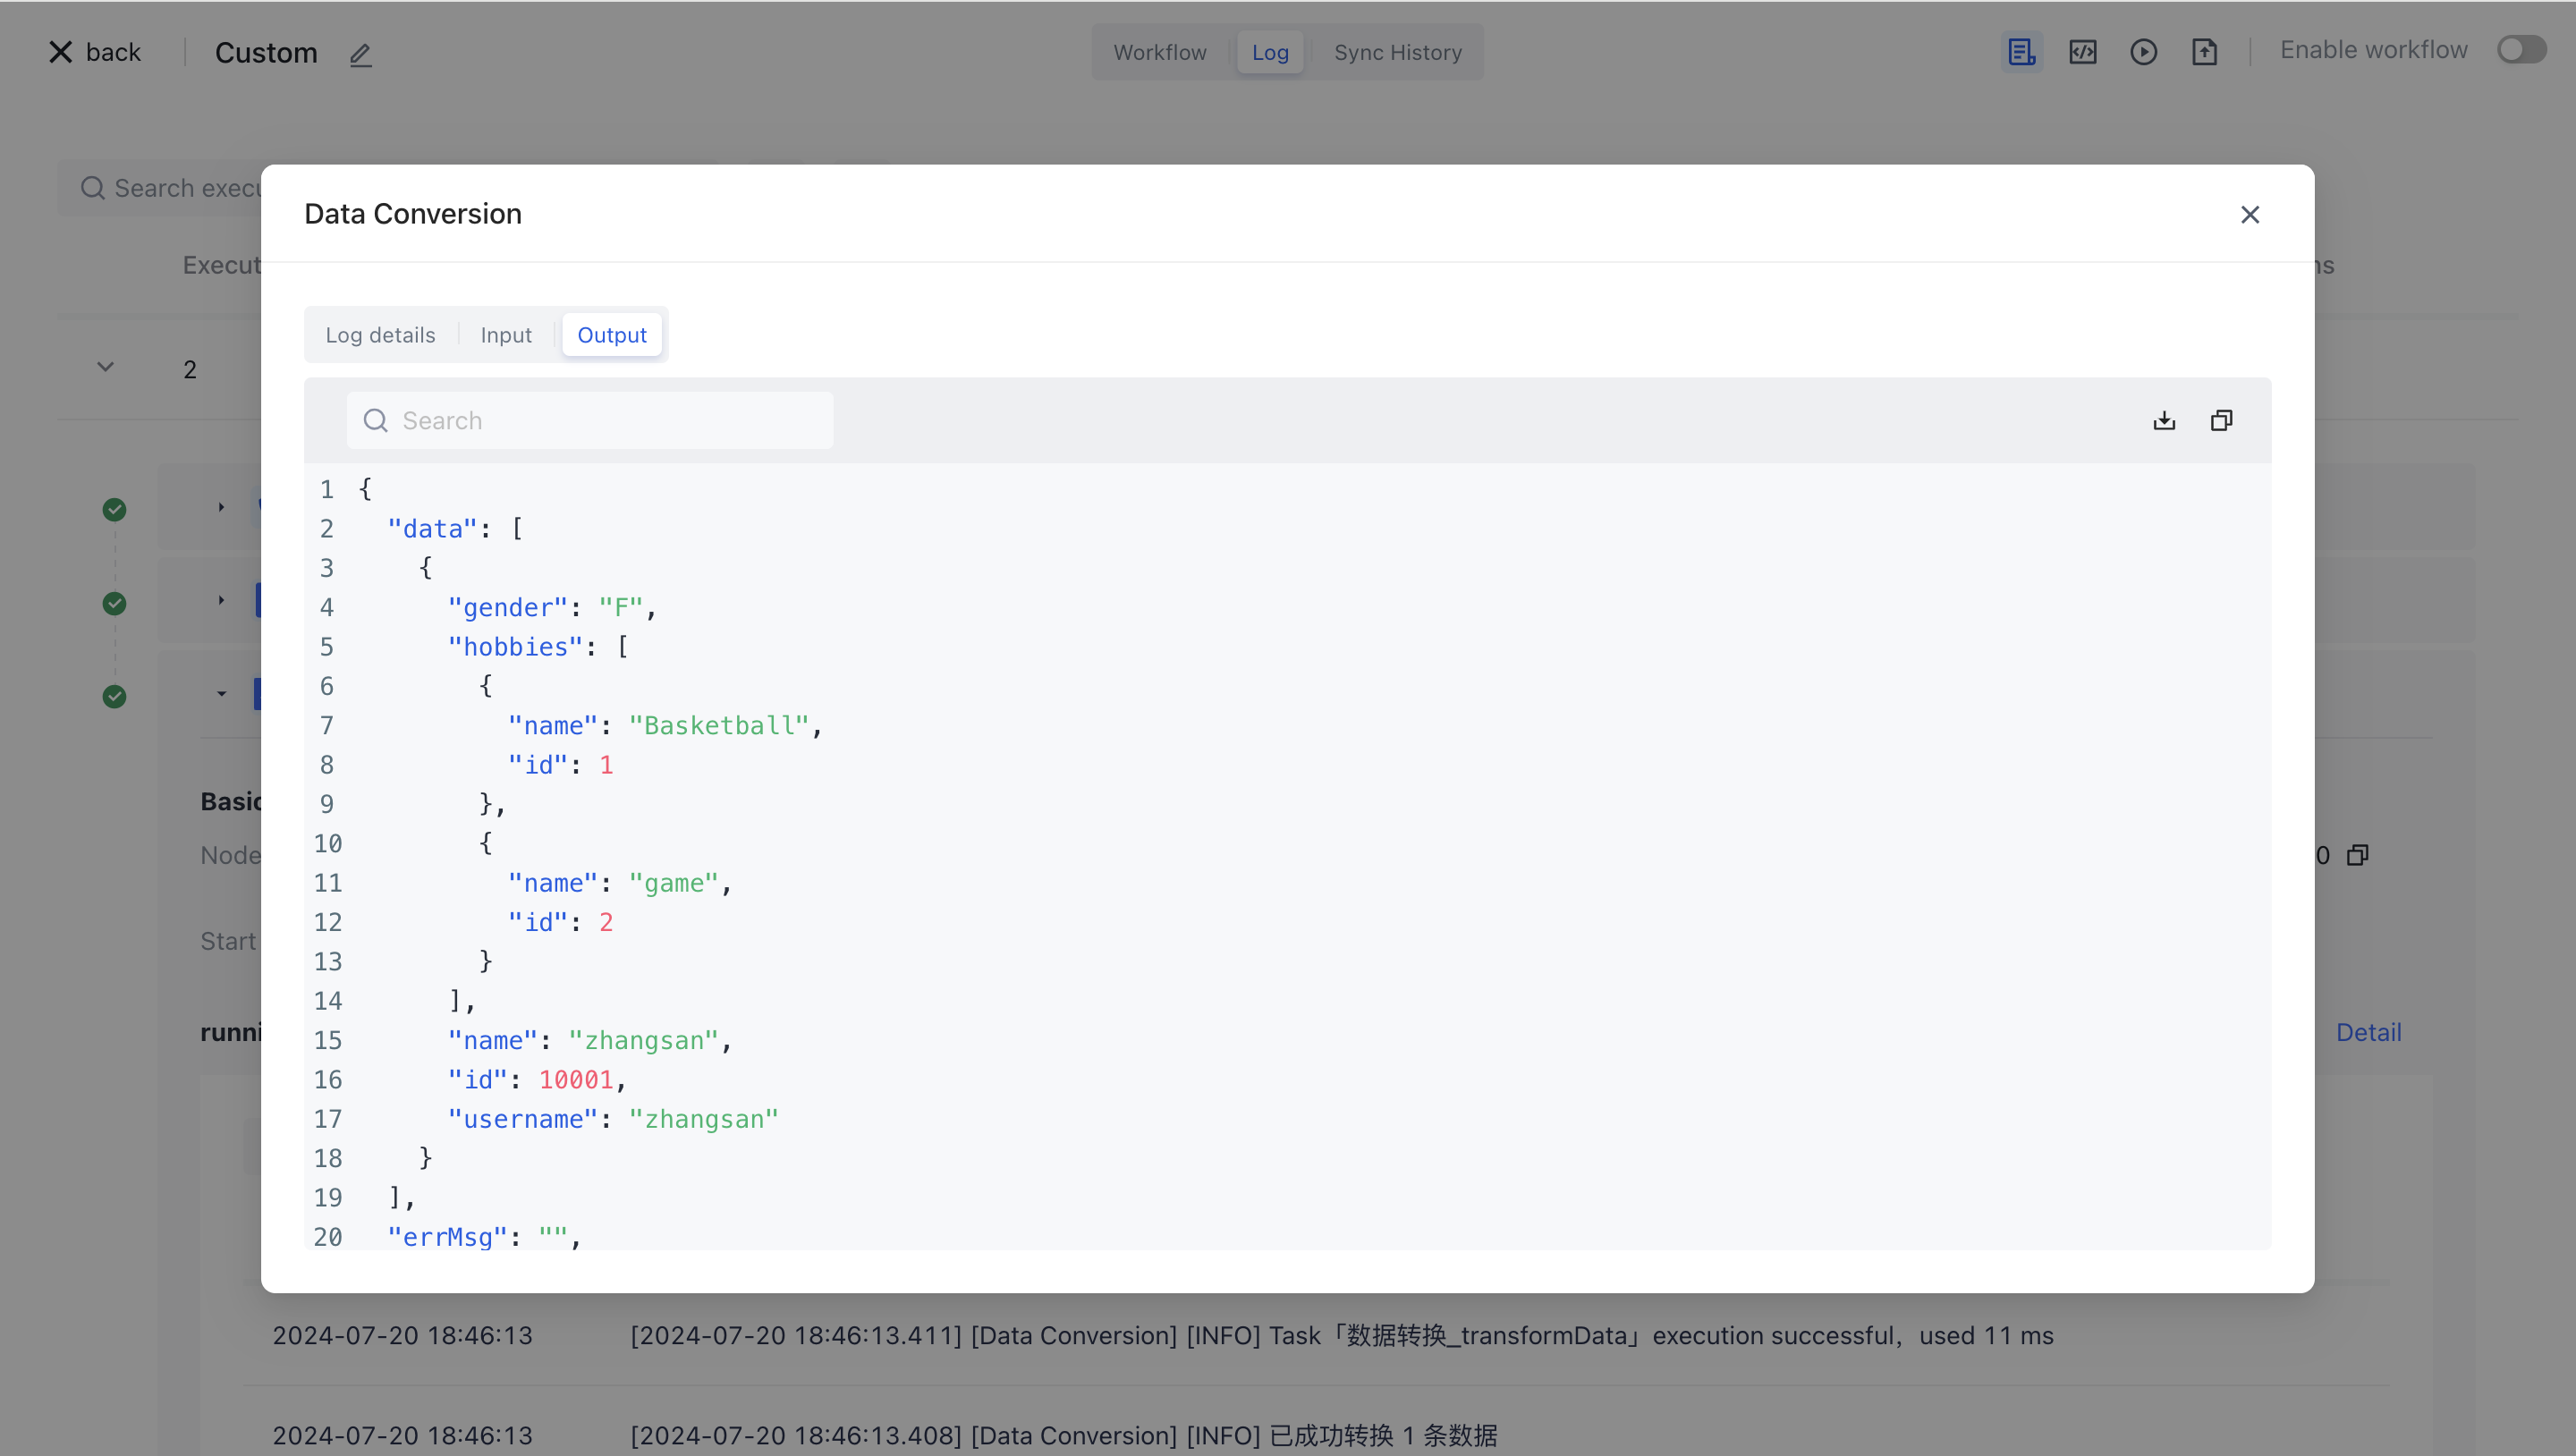 back
Custom
Workflow
Log
Sync History
Enable workflow
Search
Data Conversion
2
Log details
Input
Output
Search
1 {
2 "data": [
3 {
4 "gender": "F",
5 "hobbies": [
6 {
7 "name": "Basketball",
8 "id": 1
9 },
10 {
11 "name": "game",
12 "id": 2
13 }
14 ],
15 "name": "zhangsan",
16 "id": 10001,
17 "username": "zhangsan"
18 }
19 ],
20 "errMsg": "",
Node
Start
Detail
2024-07-20 18:46:13 [2024-07-20 18:46:13.411] [Data Conversion] [INFO] Task「数据转换_transformData」execution successful，used 11 ms
2024-07-20 18:46:13 [2024-07-20 18:46:13.408] [Data Conversion] [INFO] 已成功转换 1 条数据